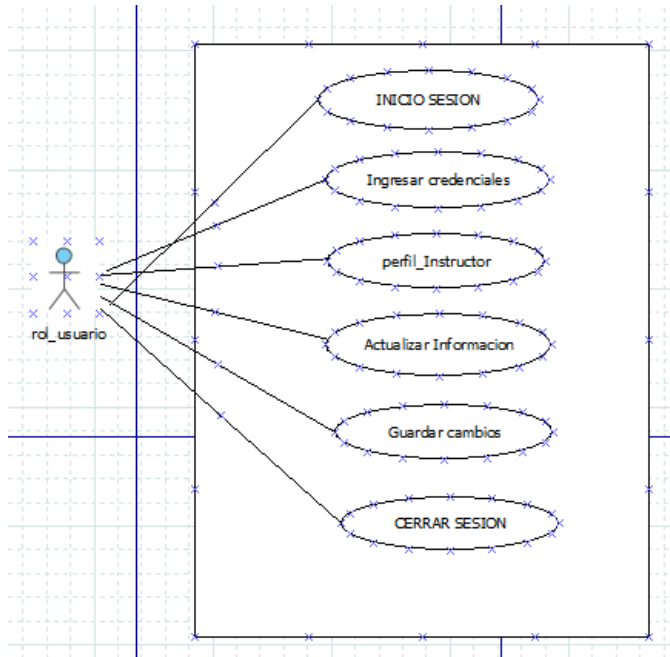 INICIO SESION
Ingresar credenciales
perfil_Instructor
rol_usuario
Actualizar Informacion
Guardar cambios
CERRAR SESION